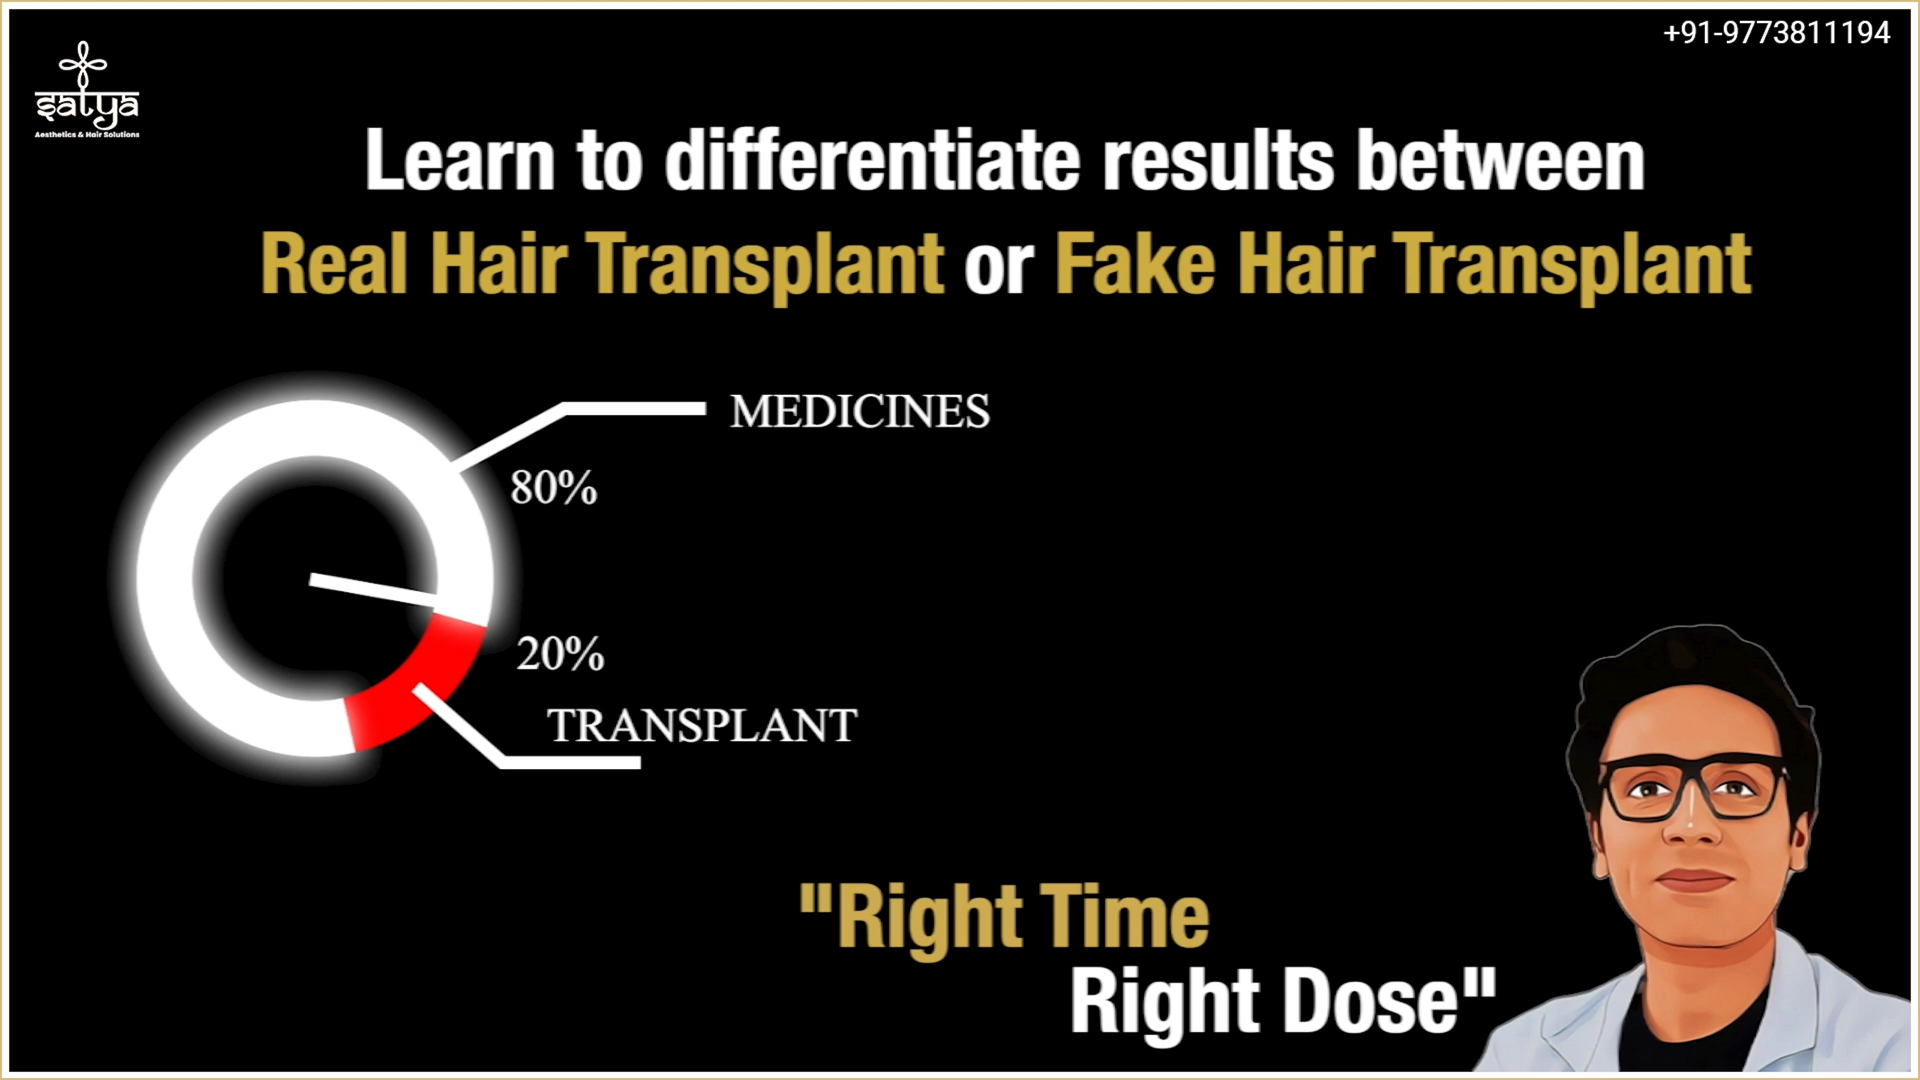 +91-9773811194
satya
Aesthetics & Hair Solutions
Learn to differentiate results between
Real Hair Transplant or Fake Hair Transplant
MEDICINES
80%
20%
TRANSPLANT
"Right Time
Right Dose"